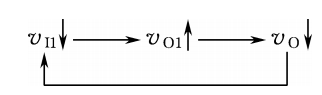 v_{I1}↓ → v_{O1}↑ → v_O↓